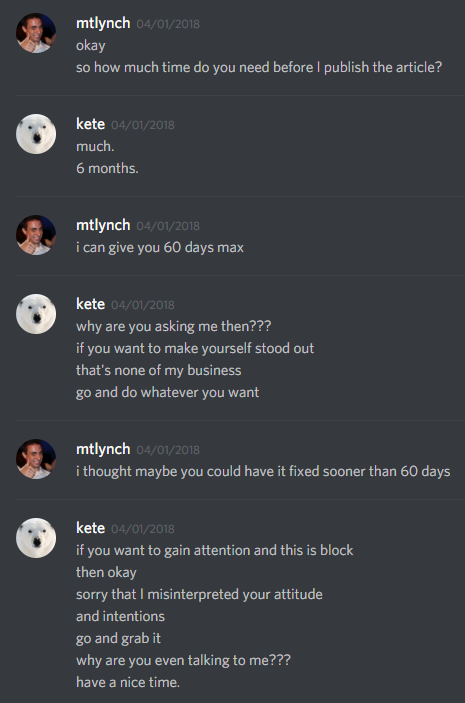 mtlynch 04/01/2018
okay
so how much time do you need before I publish the article?
kete 04/01/2018
much.
6 months.
mtlynch 04/01/2018
i can give you 60 days max
kete 04/01/2018
why are you asking me then???
if you want to make yourself stood out
that's none of my business
go and do whatever you want
mtlynch 04/01/2018
i thought maybe you could have it fixed sooner than 60 days
kete 04/01/2018
if you want to gain attention and this is block
then okay
sorry that I misinterpreted your attitude
and intentions
go and grab it
why are you even talking to me???
have a nice time.